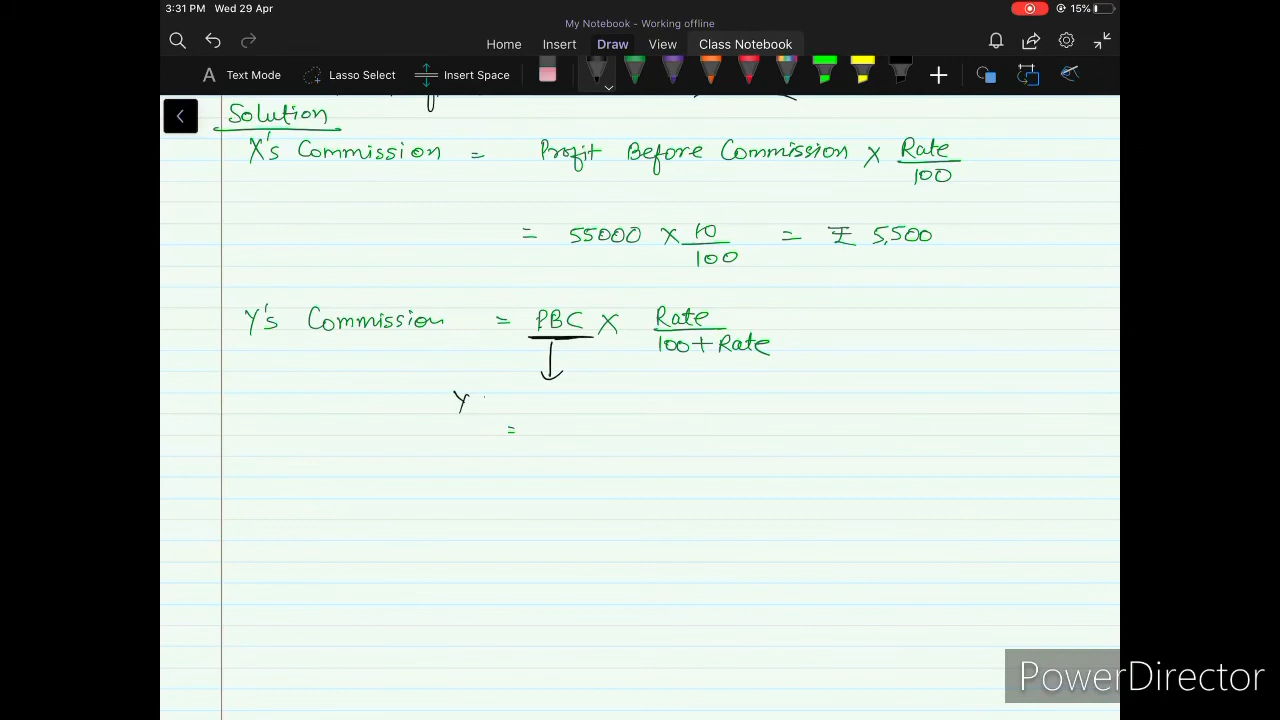 3:31 PM Wed 29 Apr
15%
My Notebook - Working offline
Home Insert Draw View Class Notebook
A Text Mode Lasso Select Insert Space
Solution
X's Commission = Profit Before Commission X Rate/100
= 55000 X 10/100 = ₹ 5,500
Y's Commission = PBC X Rate/100+Rate
Y
=
PowerDirector